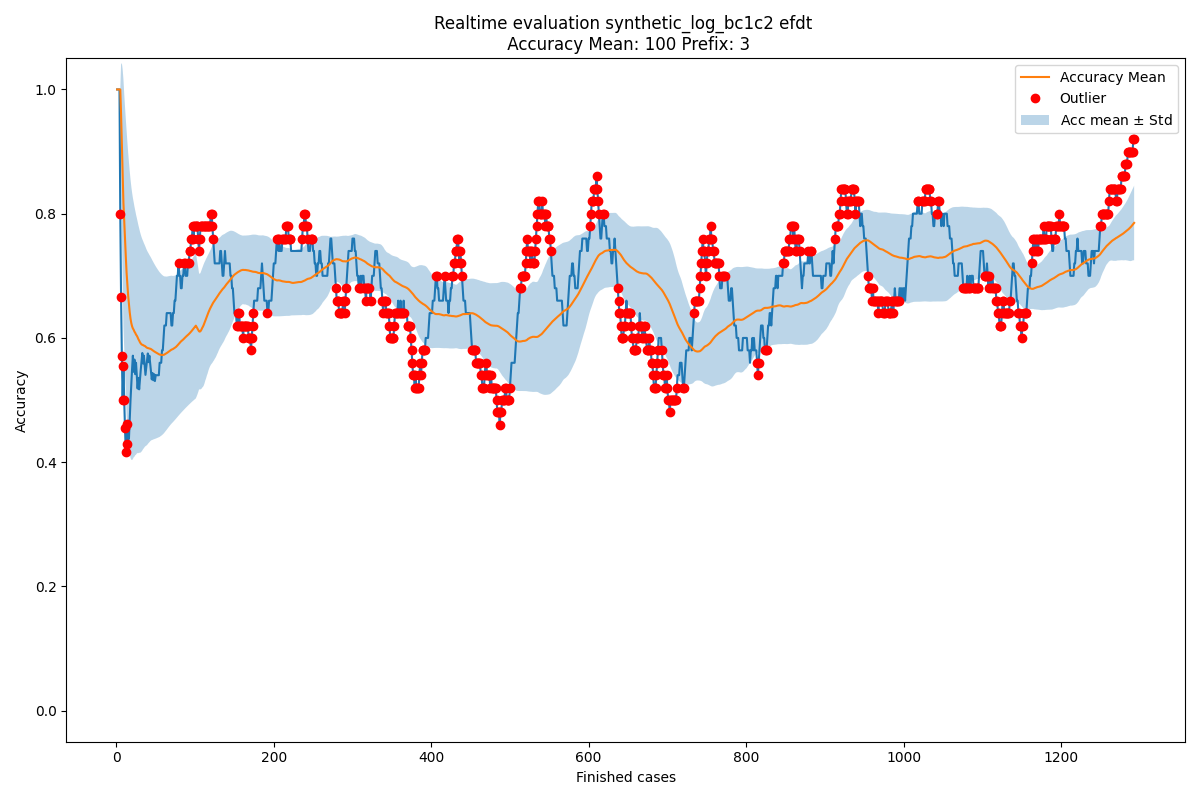 Realtime evaluation synthetic_log_bc1c2 efdt
Accuracy Mean: 100 Prefix: 3
Accuracy Mean
Outlier
Acc mean ± Std
Accuracy
1.0
0.8
0.6
0.4
0.2
0.0
0 200 400 600 800 1000 1200
Finished cases